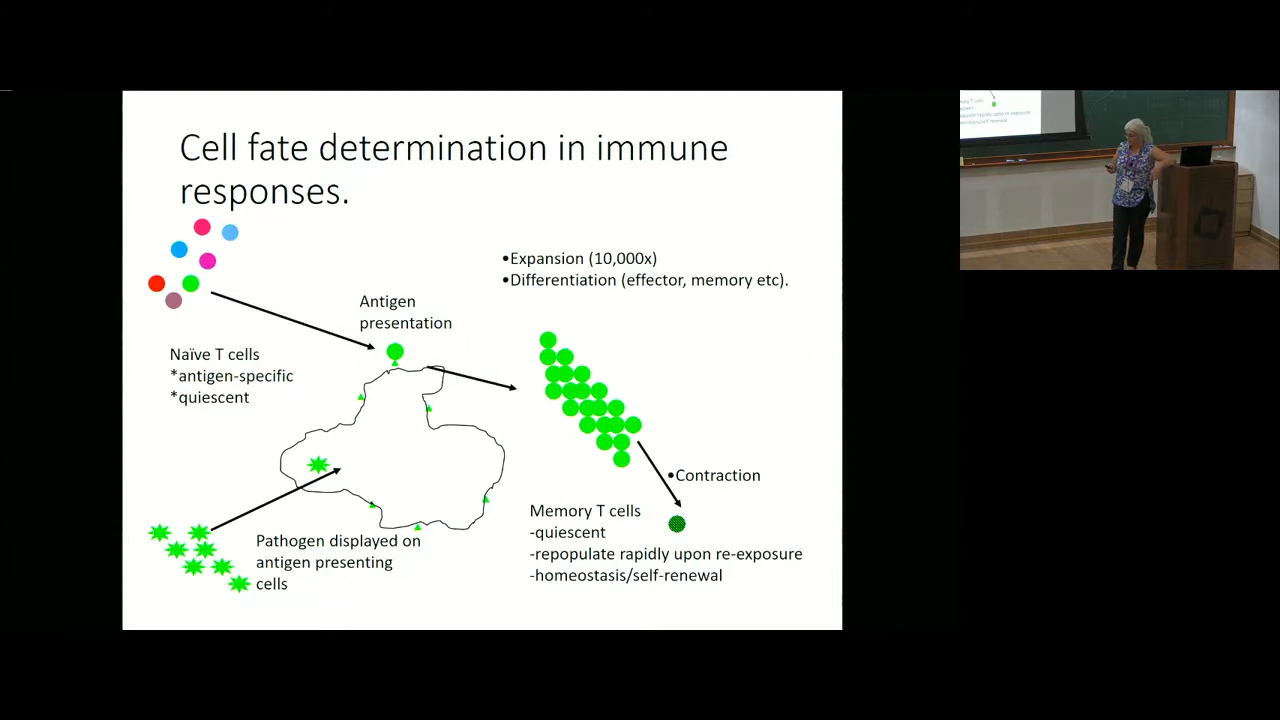 Cell fate determination in immune
responses.
•Expansion (10,000x)
•Differentiation (effector, memory etc).
Antigen
presentation
Naïve T cells
*antigen-specific
*quiescent
•Contraction
Memory T cells
-quiescent
-repopulate rapidly upon re-exposure
-homeostasis/self-renewal
Pathogen displayed on
antigen presenting
cells